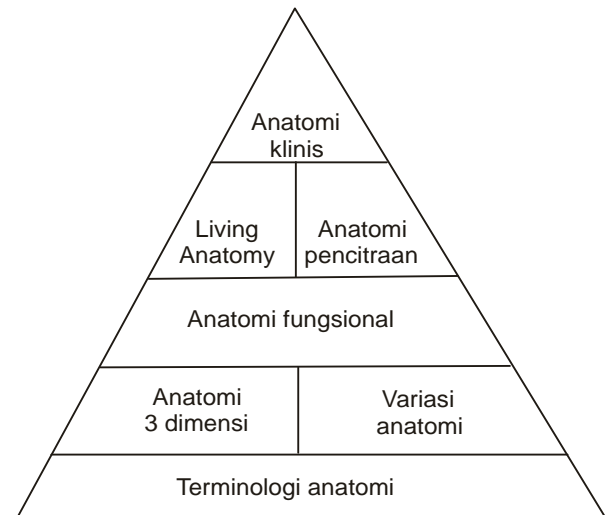 Anatomi
klinis
Living
Anatomy
Anatomi
pencitraan
Anatomi fungsional
Anatomi
3 dimensi
Variasi
anatomi
Terminologi anatomi